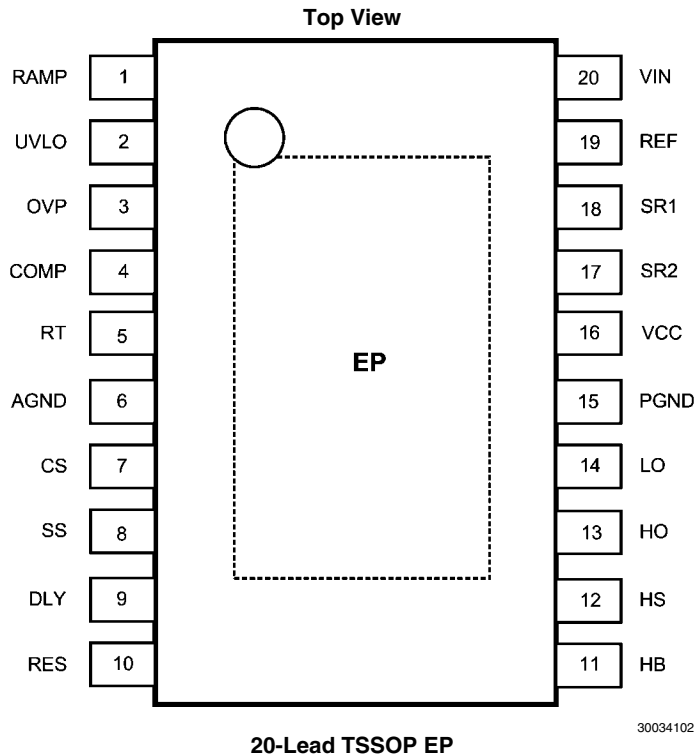 Top View
RAMP 1 20 VIN
UVLO 2 19 REF
OVP 3 18 SR1
COMP 4 17 SR2
RT 5 16 VCC
EP
AGND 6 15 PGND
CS 7 14 LO
SS 8 13 HO
DLY 9 12 HS
RES 10 11 HB
30034102
20-Lead TSSOP EP